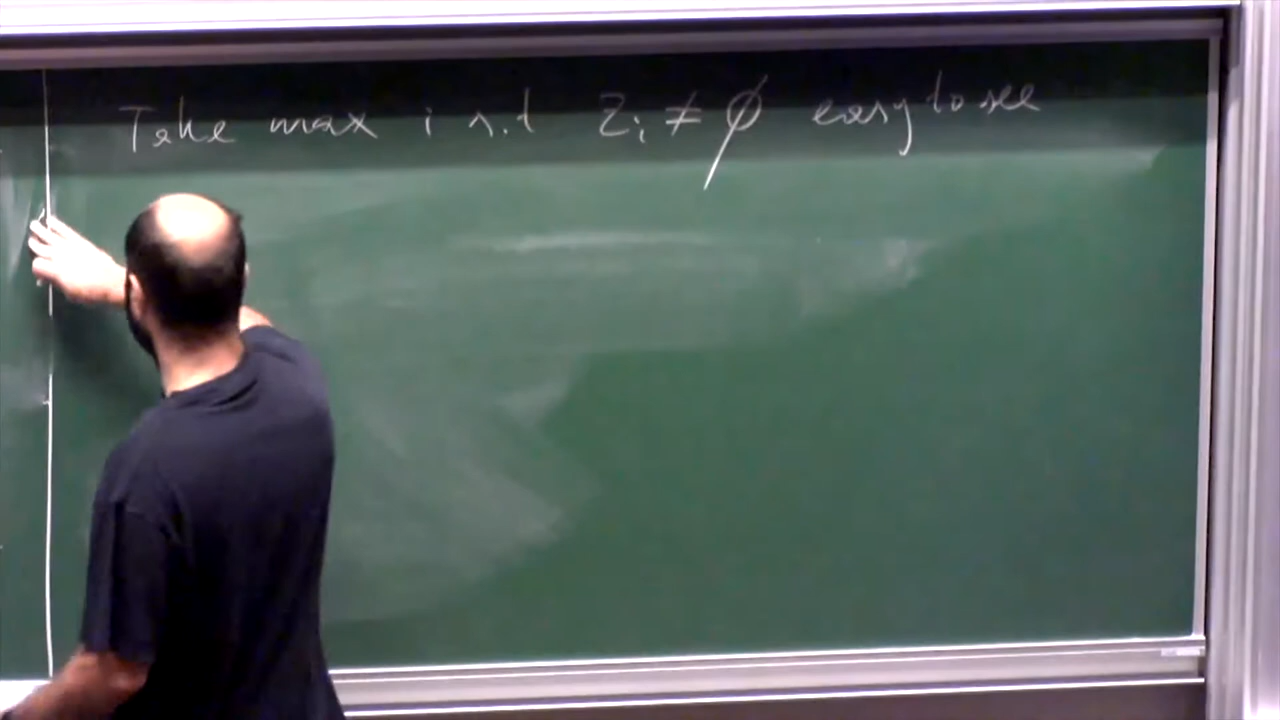 Take max i s.t Z_i ≠ ∅ easy to see